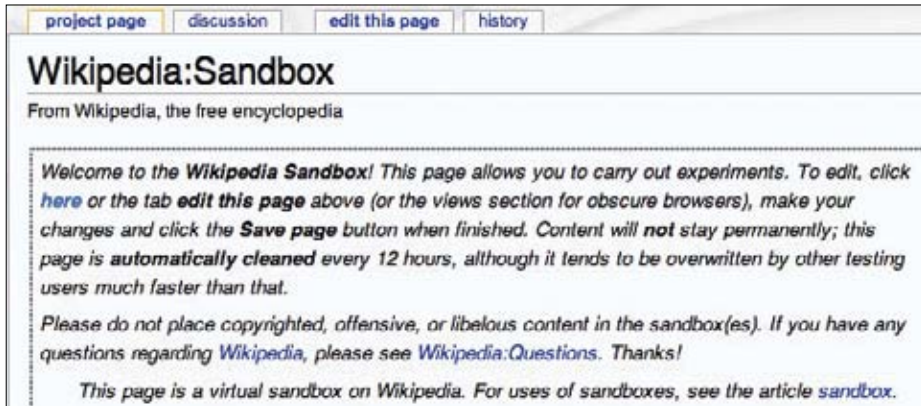 project page discussion edit this page history
Wikipedia:Sandbox
From Wikipedia, the free encyclopedia
Welcome to the Wikipedia Sandbox! This page allows you to carry out experiments. To edit, click
here or the tab edit this page above (or the views section for obscure browsers), make your
changes and click the Save page button when finished. Content will not stay permanently; this
page is automatically cleaned every 12 hours, although it tends to be overwritten by other testing
users much faster than that.
Please do not place copyrighted, offensive, or libelous content in the sandbox(es). If you have any
questions regarding Wikipedia, please see Wikipedia:Questions. Thanks!
This page is a virtual sandbox on Wikipedia. For uses of sandboxes, see the article sandbox.